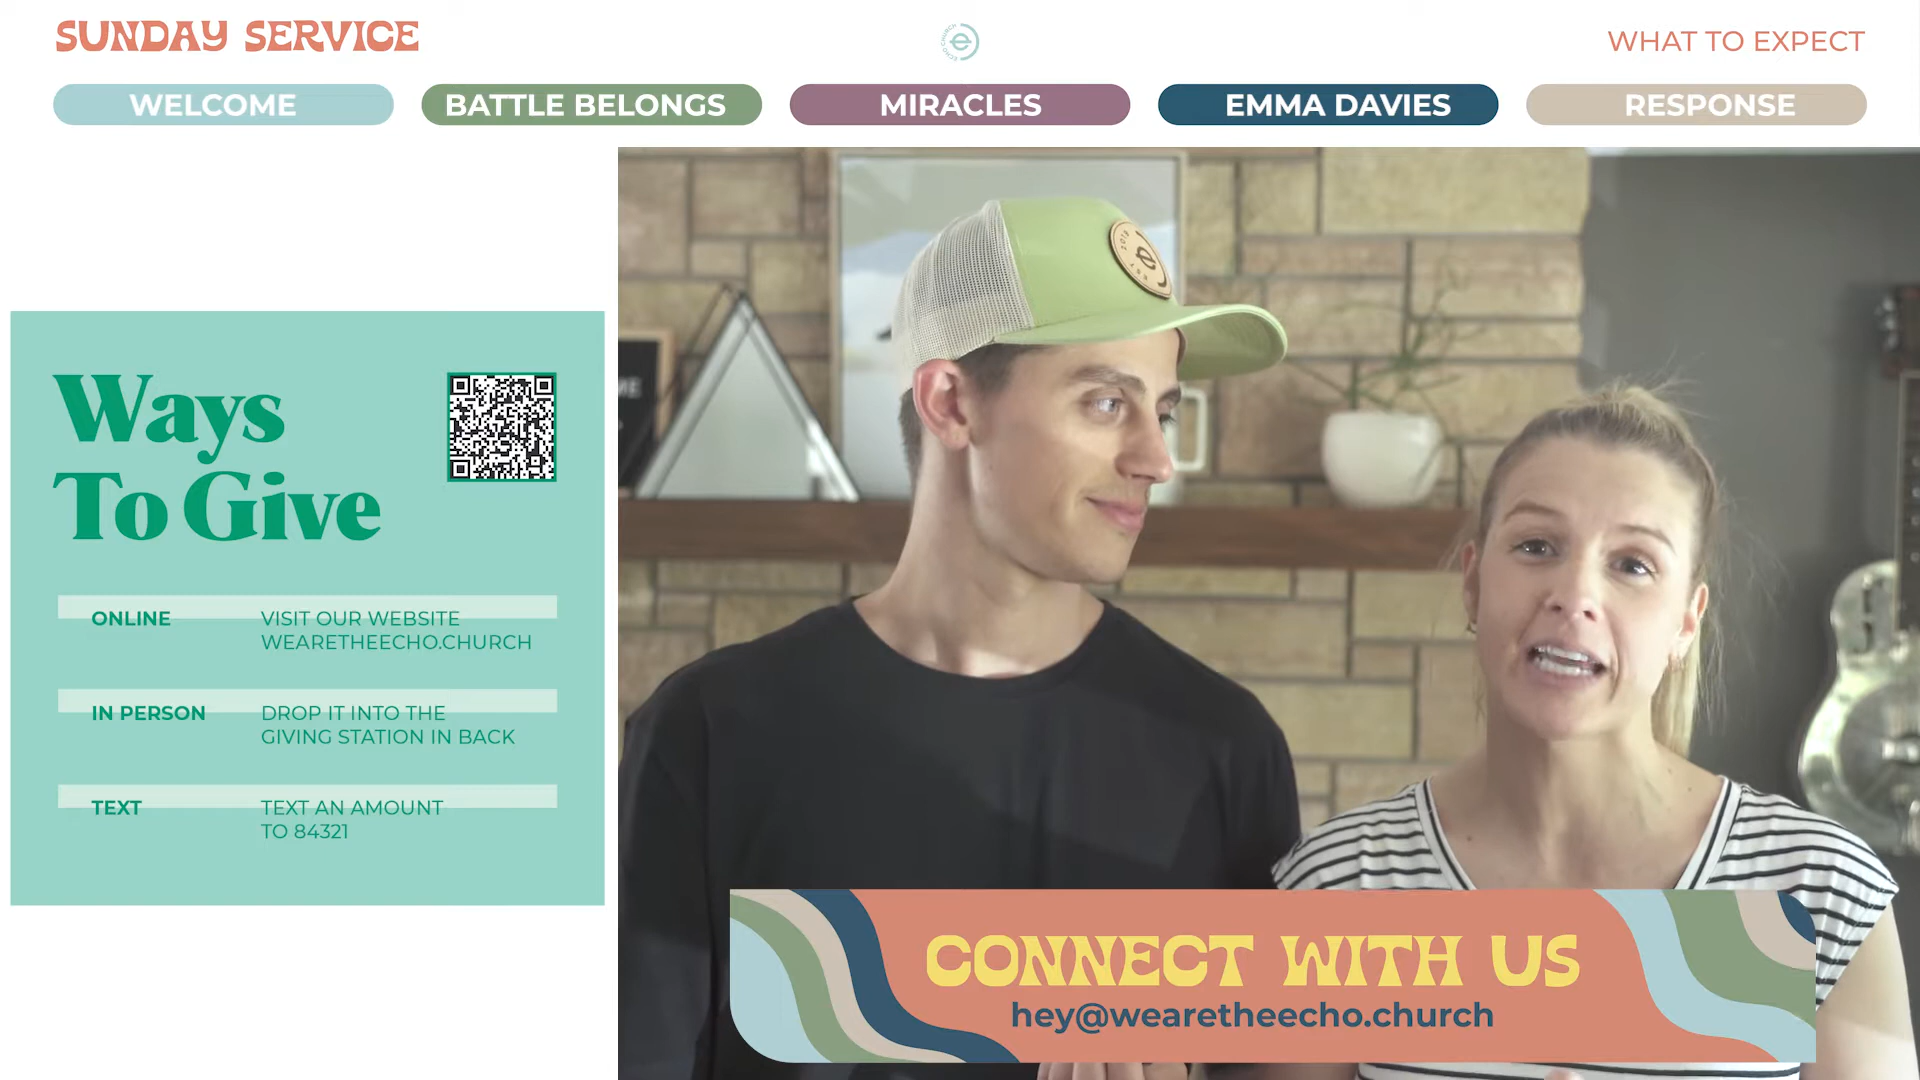 SUNDAY SERVICE
ECHO CHURCH
WHAT TO EXPECT
WELCOME
BATTLE BELONGS
MIRACLES
EMMA DAVIES
RESPONSE
Ways
To Give
ONLINE
VISIT OUR WEBSITE
WEARETHEECHO.CHURCH
IN PERSON
DROP IT INTO THE
GIVING STATION IN BACK
TEXT
TEXT AN AMOUNT
TO 84321
CONNECT WITH US
hey@wearetheecho.church